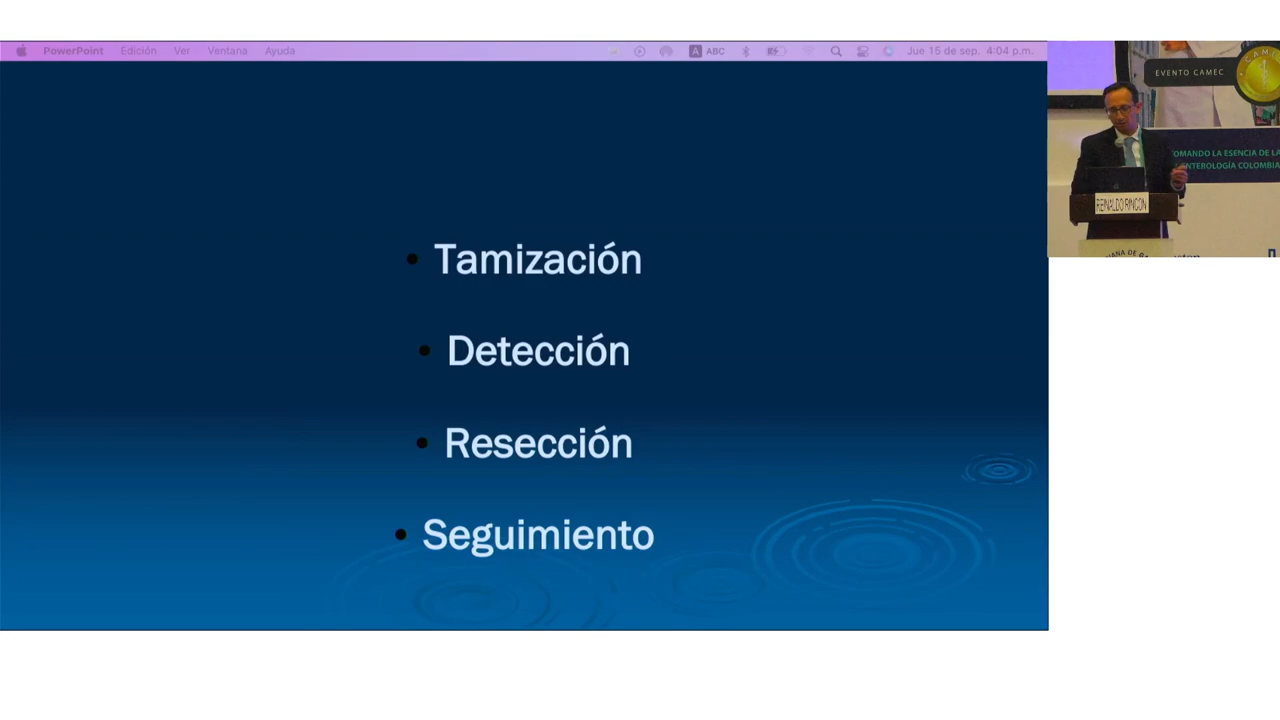 PowerPoint Edición Ver Ventana Ayuda
A ABC Jue 15 de sep. 4:04 p.m.
• Tamización
• Detección
• Resección
• Seguimiento
EVENTO CAMEC
TOMANDO LA ESENCIA DE LA
COLOMBIA
REINALDO RINCON